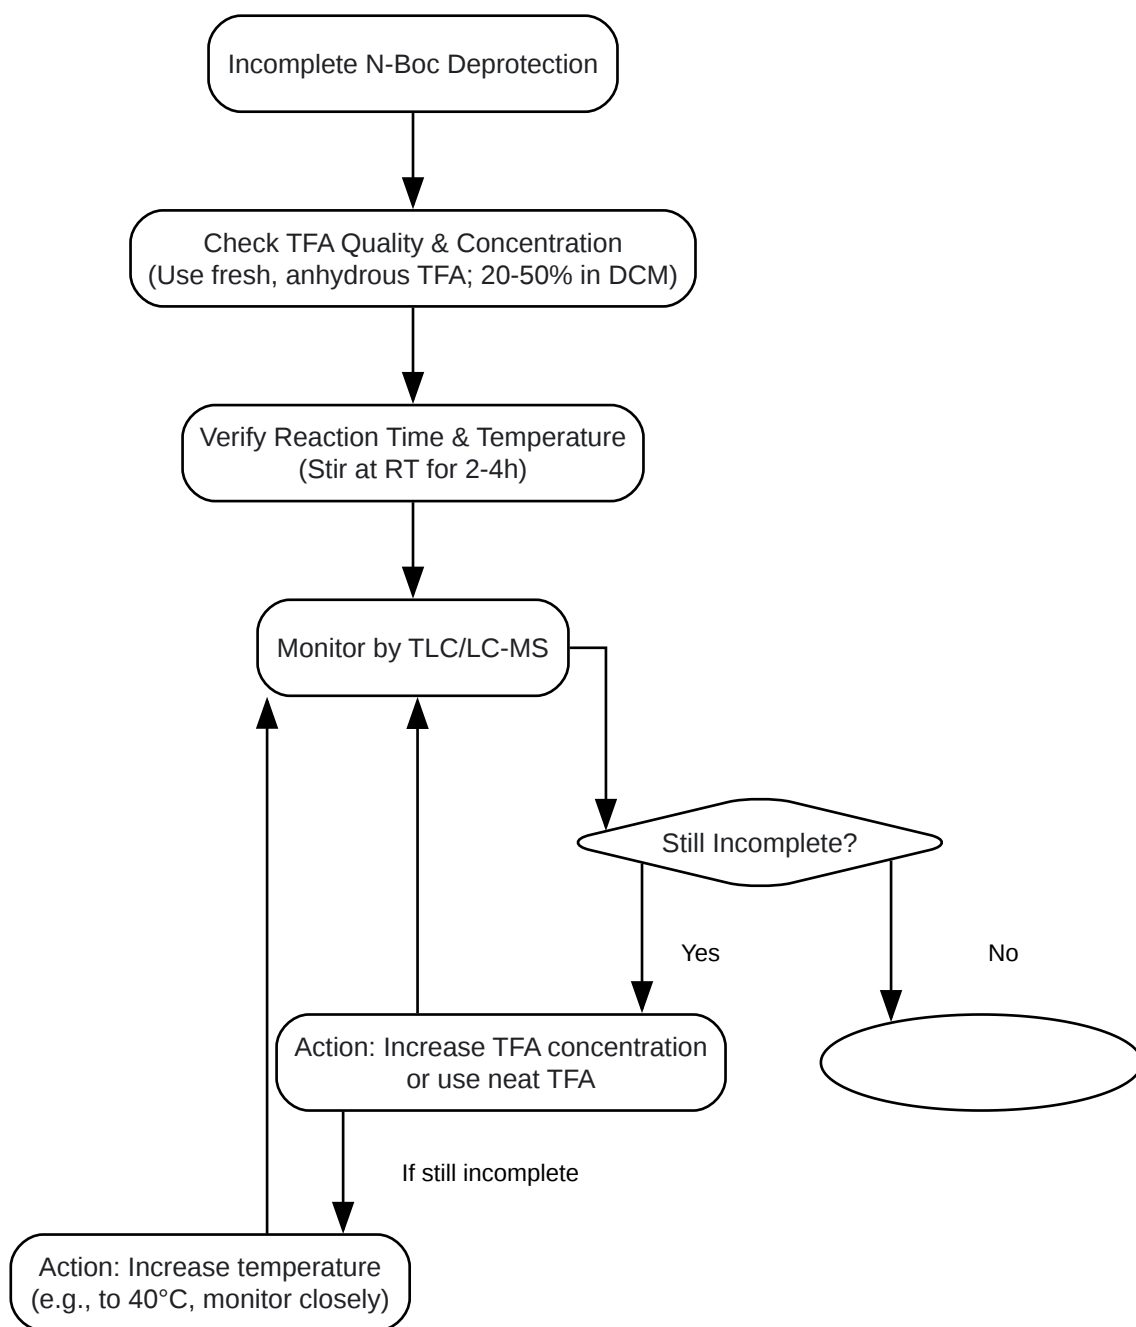 Incomplete N-Boc Deprotection
Check TFA Quality & Concentration
(Use fresh, anhydrous TFA; 20-50% in DCM)
Verify Reaction Time & Temperature
(Stir at RT for 2-4h)
Monitor by TLC/LC-MS
Still Incomplete?
Yes
No
Action: Increase TFA concentration
or use neat TFA
If still incomplete
Action: Increase temperature
(e.g., to 40°C, monitor closely)